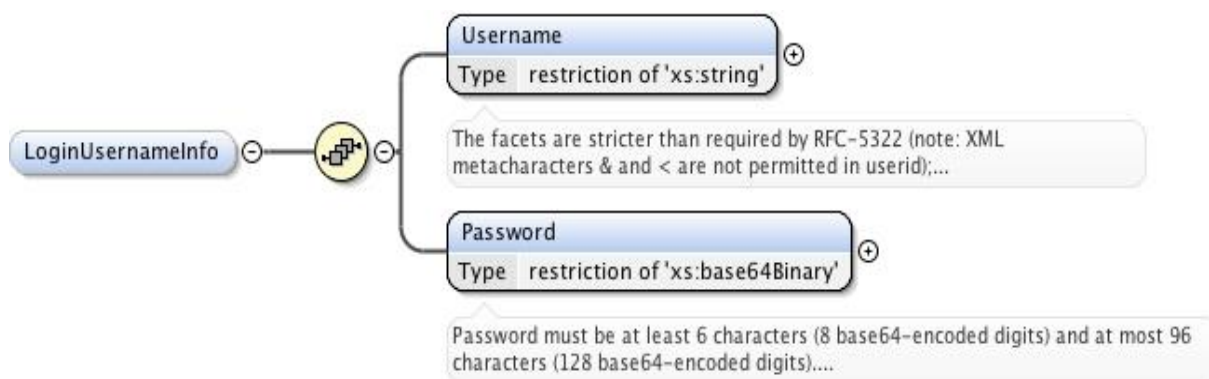 Username
Type restriction of 'xs:string'
The facets are stricter than required by RFC-5322 (note: XML
metacharacters & and < are not permitted in userid);...
LoginUsernameInfo
Password
Type restriction of 'xs:base64Binary'
Password must be at least 6 characters (8 base64-encoded digits) and at most 96
characters (128 base64-encoded digits)....